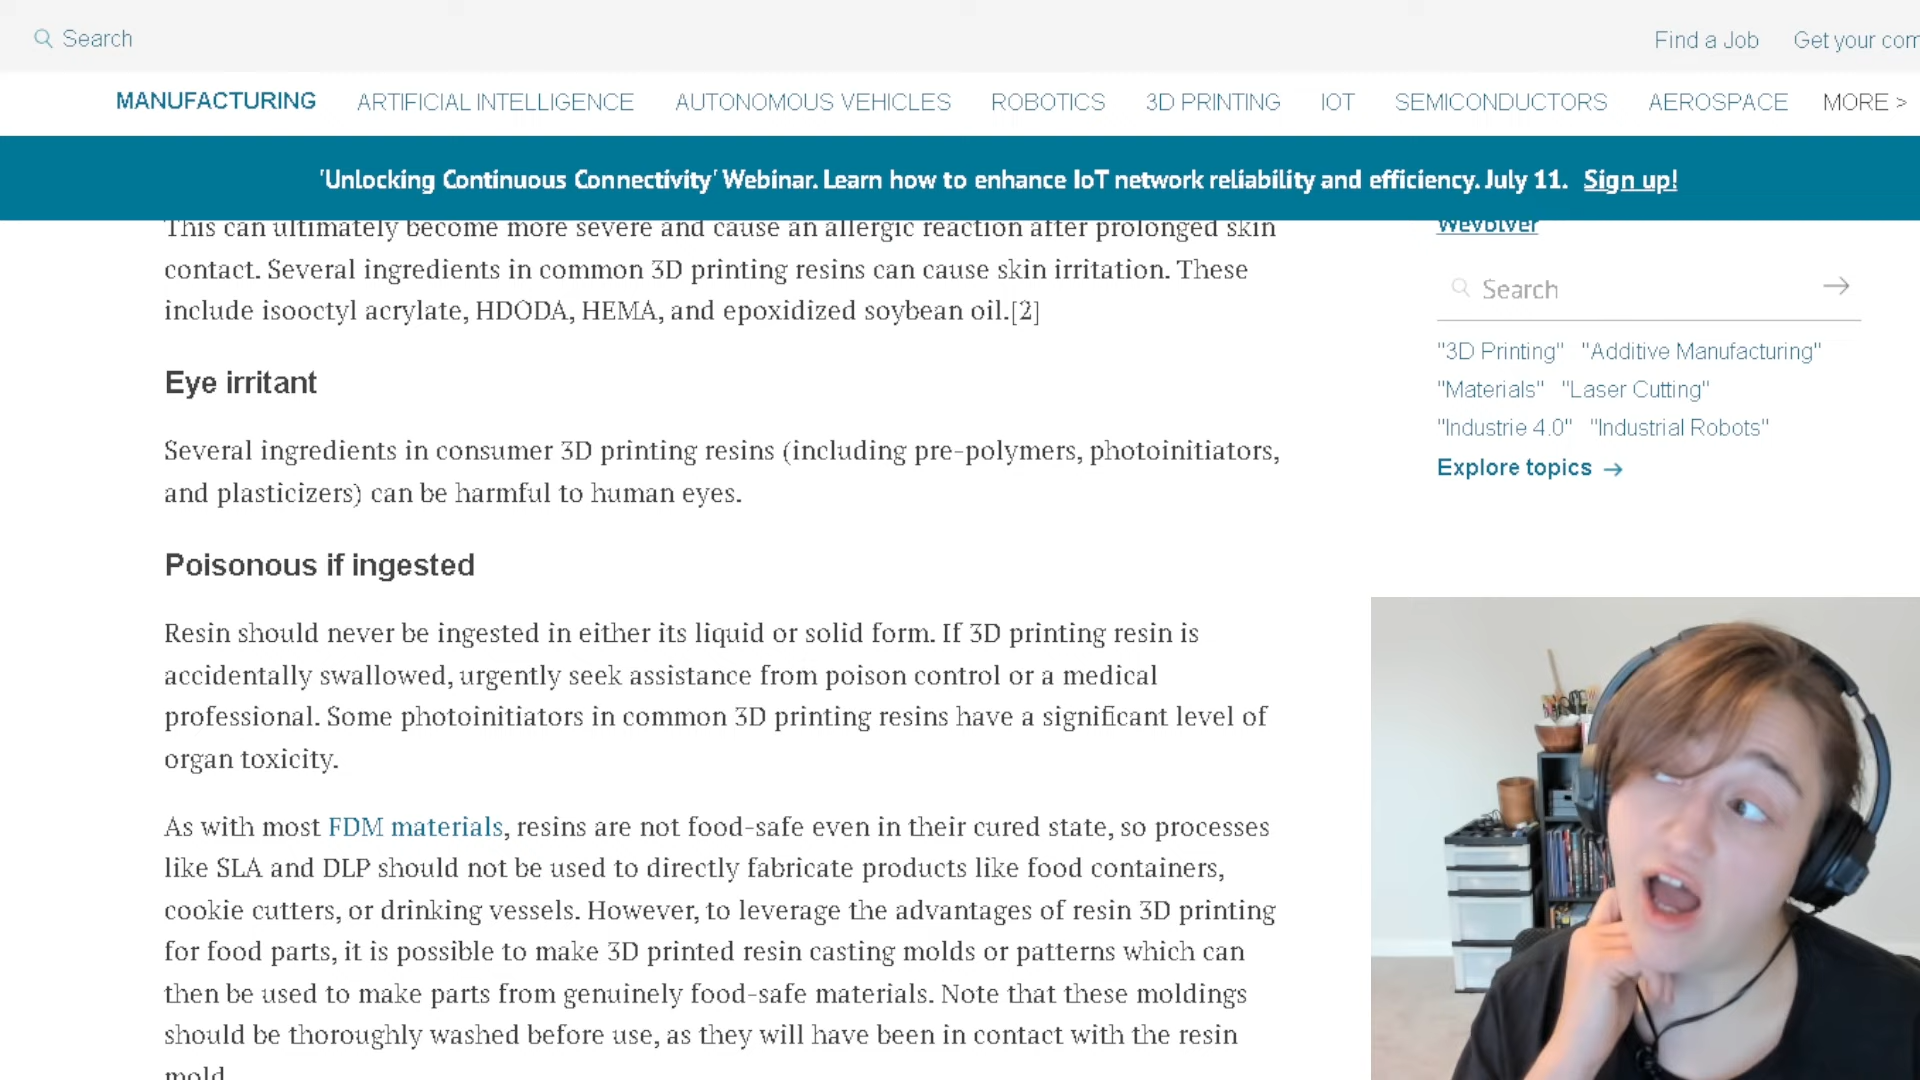 Search
Find a Job
Get your com
MANUFACTURING
ARTIFICIAL INTELLIGENCE
AUTONOMOUS VEHICLES
ROBOTICS
3D PRINTING
IOT
SEMICONDUCTORS
AEROSPACE
MORE >
'Unlocking Continuous Connectivity' Webinar. Learn how to enhance IoT network reliability and efficiency. July 11. Sign up!
This can ultimately become more severe and cause an allergic reaction after prolonged skin
contact. Several ingredients in common 3D printing resins can cause skin irritation. These
include isooctyl acrylate, HDODA, HEMA, and epoxidized soybean oil.[2]
Eye irritant
Several ingredients in consumer 3D printing resins (including pre-polymers, photoinitiators,
and plasticizers) can be harmful to human eyes.
Poisonous if ingested
Resin should never be ingested in either its liquid or solid form. If 3D printing resin is
accidentally swallowed, urgently seek assistance from poison control or a medical
professional. Some photoinitiators in common 3D printing resins have a significant level of
organ toxicity.
As with most FDM materials, resins are not food-safe even in their cured state, so processes
like SLA and DLP should not be used to directly fabricate products like food containers,
cookie cutters, or drinking vessels. However, to leverage the advantages of resin 3D printing
for food parts, it is possible to make 3D printed resin casting molds or patterns which can
then be used to make parts from genuinely food-safe materials. Note that these moldings
should be thoroughly washed before use, as they will have been in contact with the resin
mold.
Wevolver
Search
"3D Printing" "Additive Manufacturing"
"Materials" "Laser Cutting"
"Industrie 4.0" "Industrial Robots"
Explore topics →